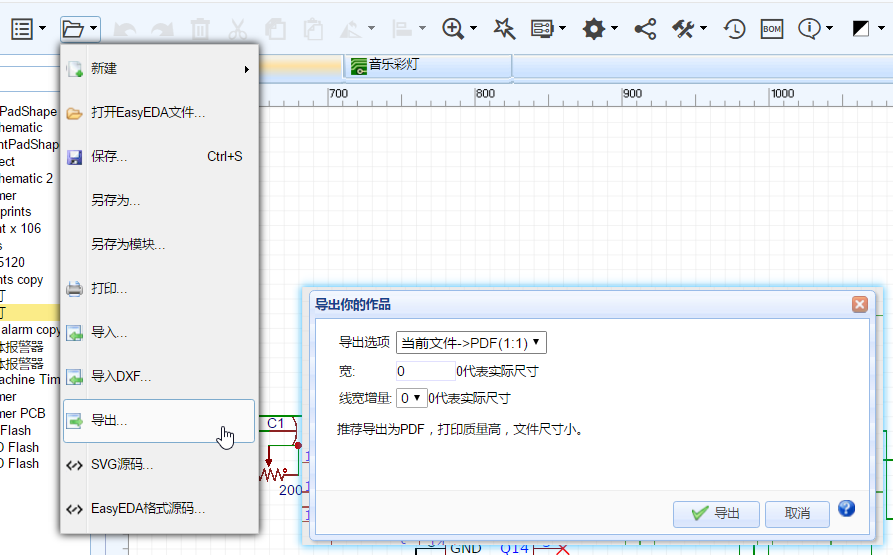 BOM
音乐彩灯
700
800
900
1000
新建
打开EasyEDA文件...
保存... Ctrl+S
另存为...
另存为模块...
打印...
导入...
导入DXF...
导出...
SVG源码...
EasyEDA格式源码...
PadShape
hematic
ntPadShap
ect
hematic 2
mer
prints
nt x 106
s
5120
nts copy
灯
灯
alarm copy
体报警器
体报警器
achine Tim
mer
mer PCB
Flash
O Flash
O Flash
C1
200
导出你的作品
导出选项 当前文件->PDF(1:1)
宽: 0 0代表实际尺寸
线宽增量: 0 0代表实际尺寸
推荐导出为PDF，打印质量高，文件尺寸小。
导出 取消
GND Q14